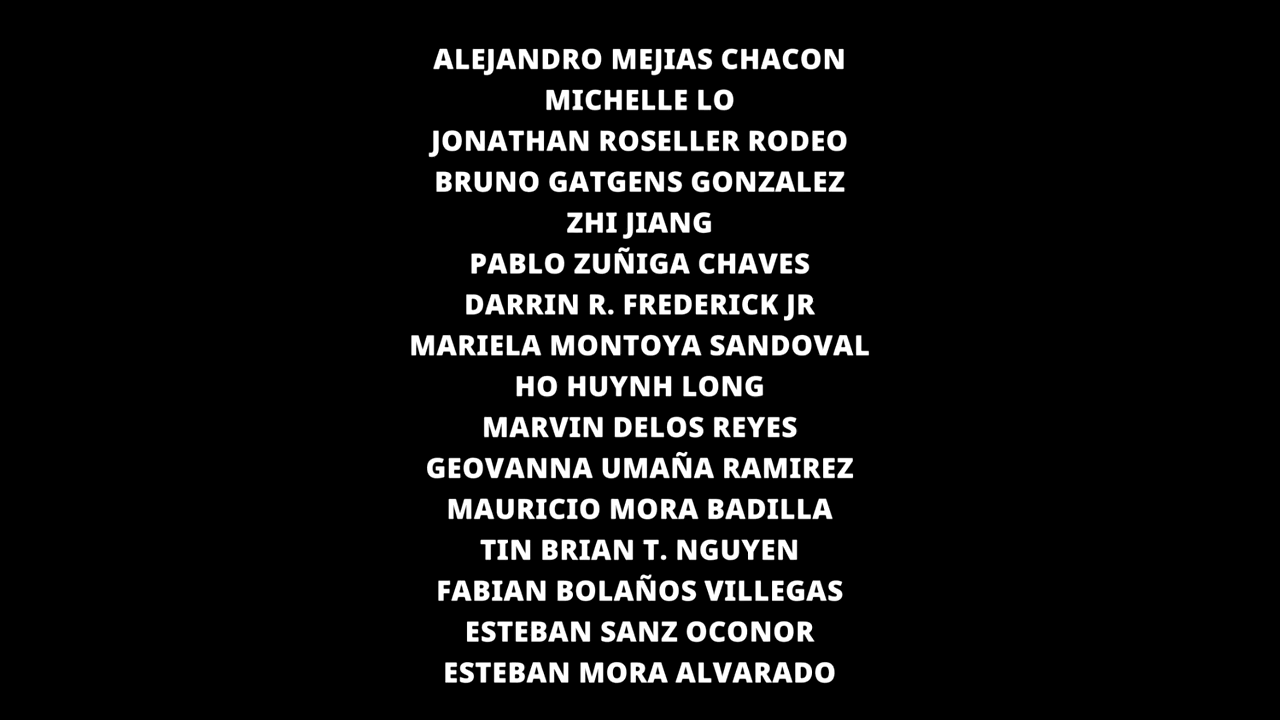 ALEJANDRO MEJIAS CHACON
MICHELLE LO
JONATHAN ROSELLER RODEO
BRUNO GATGENS GONZALEZ
ZHI JIANG
PABLO ZUÑIGA CHAVES
DARRIN R. FREDERICK JR
MARIELA MONTOYA SANDOVAL
HO HUYNH LONG
MARVIN DELOS REYES
GEOVANNA UMAÑA RAMIREZ
MAURICIO MORA BADILLA
TIN BRIAN T. NGUYEN
FABIAN BOLAÑOS VILLEGAS
ESTEBAN SANZ OCONOR
ESTEBAN MORA ALVARADO